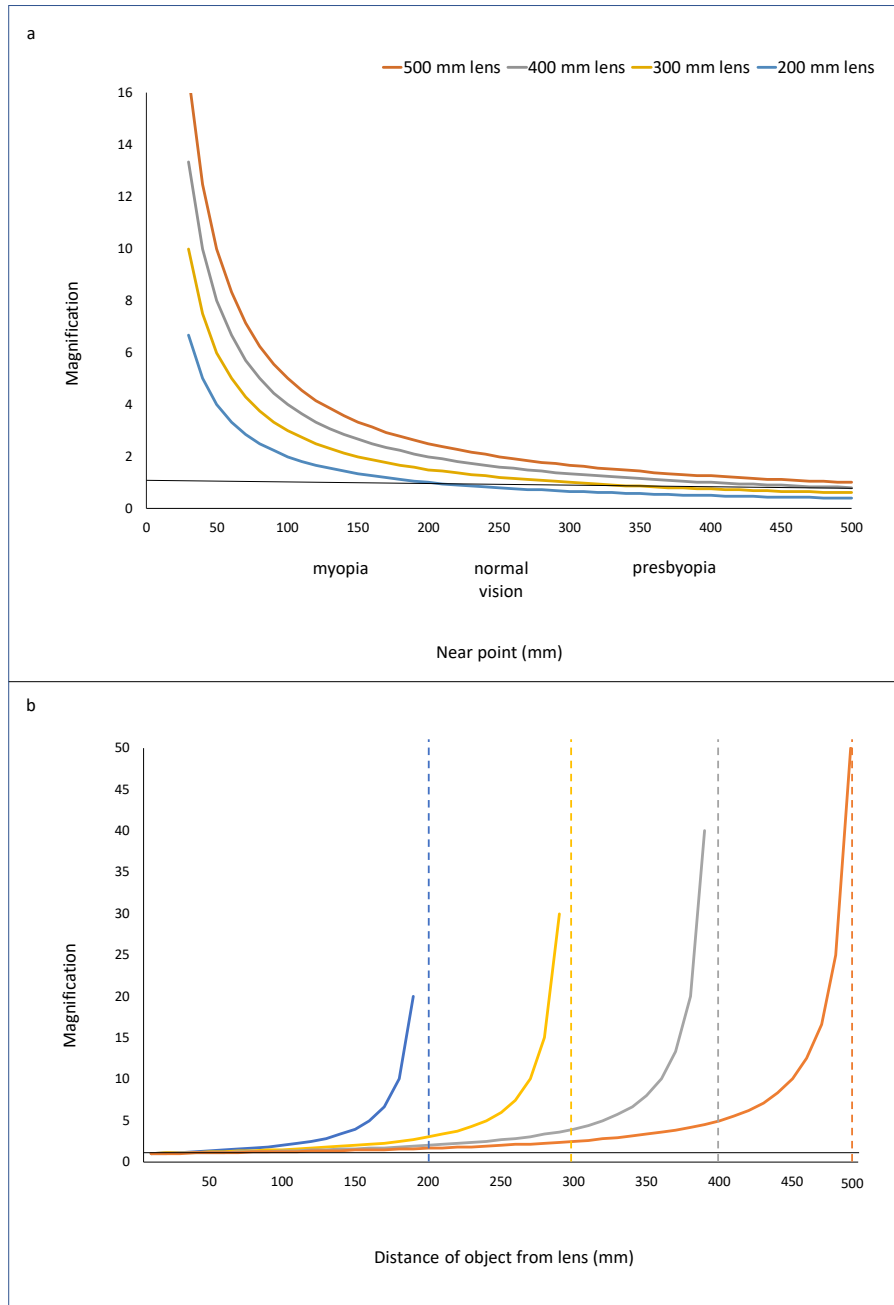 a
500 mm lens 400 mm lens 300 mm lens 200 mm lens
16
14
12
10
8
6
4
2
0
Magnification
0 50 100 150 200 250 300 350 400 450 500
myopia normal vision presbyopia
Near point (mm)
b
50
45
40
35
30
25
20
15
10
5
0
Magnification
50 100 150 200 250 300 350 400 450 500
Distance of object from lens (mm)